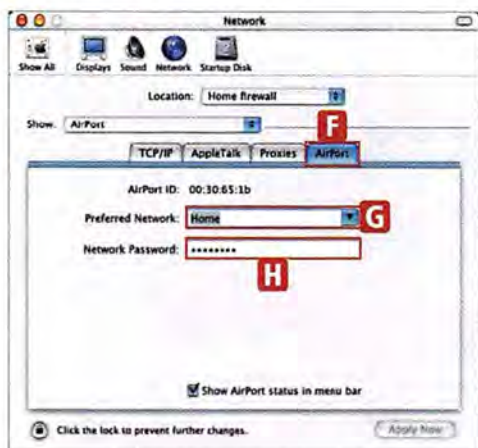 Network
Show All Displays Sound Network Startup Disk
Location: Home firewall
Show: AirPort
F
TCP/IP AppleTalk Proxies AirPort
AirPort ID: 00:30:65:1b
Preferred Network: Home
G
Network Password: ••••••••
H
Show AirPort status in menu bar
Click the lock to prevent further changes.
Apply Now